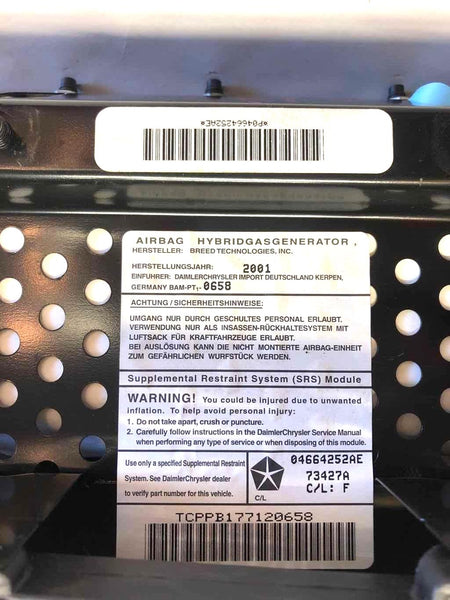 *P04664252AE*
AIRBAG HYBRIDGASGENERATOR.
HERSTELLER: BREED TECHNOLOGIES, INC.
HERSTELLUNGSJAHR: 2001
EINFUHRER: DAIMLERCHRYSLER IMPORT DEUTSCHLAND KERPEN,
GERMANY BAM-PT1-0658
ACHTUNG/SICHERHEITSHINWEISE:
UMGANG NUR DURCH GESCHULTES PERSONAL ERLAUBT.
VERWENDUNG NUR ALS INSASSEN-RÜCKHALTESYSTEM MIT
LUFTSACK FÜR KRAFTFAHRZEUGE ERLAUBT.
BEI AUSLÖSUNG KANN DIE NICHT MONTIERTE AIRBAG-EINHEIT
ZUM GEFÄHRLICHEN WURFSTÜCK WERDEN.
Supplemental Restraint System (SRS) Module
WARNING! You could be injured due to unwanted
inflation. To help avoid personal injury:
1. Do not take apart, crush or puncture.
2. Carefully follow instructions in the DaimlerChrysler Service Manual
when performing any type of service or when disposing of this module.
Use only a specified Supplemental Restraint
System. See DaimlerChrysler dealer
to verify part number for this vehicle.
C/L
04664252AE
73427A
C/L: F
TCPPB177120658